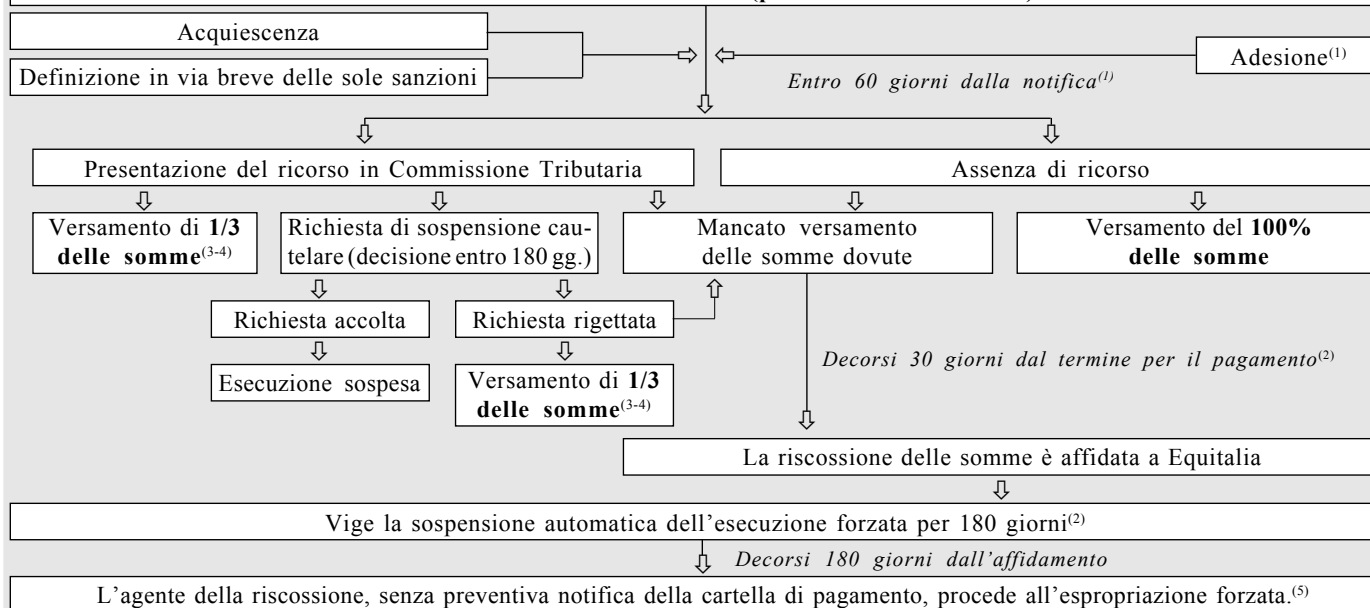 Acquiescenza
Definizione in via breve delle sole sanzioni
Adesione(1)
Entro 60 giorni dalla notifica(1)
Presentazione del ricorso in Commissione Tributaria
Assenza di ricorso
Versamento di 1/3
delle somme(3-4)
Richiesta di sospensione cau-
telare (decisione entro 180 gg.)
Mancato versamento
delle somme dovute
Versamento del 100%
delle somme
Richiesta accolta
Richiesta rigettata
Esecuzione sospesa
Versamento di 1/3
delle somme(3-4)
Decorsi 30 giorni dal termine per il pagamento(2)
La riscossione delle somme è affidata a Equitalia
Vige la sospensione automatica dell'esecuzione forzata per 180 giorni(2)
Decorsi 180 giorni dall'affidamento
L'agente della riscossione, senza preventiva notifica della cartella di pagamento, procede all'espropriazione forzata.(5)